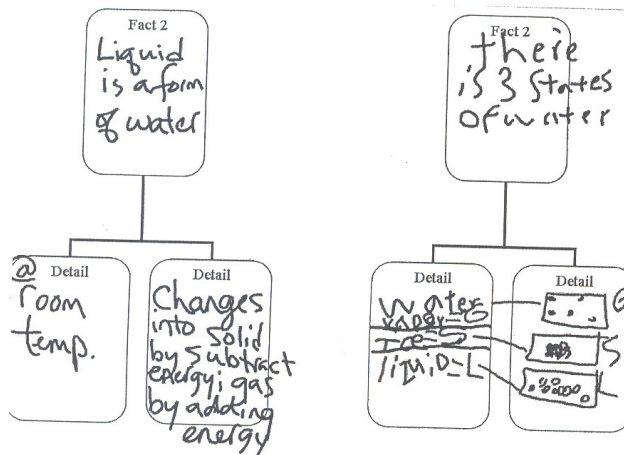 Fact 2
Liquid
is a form
of water
Detail
@
room
temp.
Detail
Changes
into solid
by subtract
energy; gas
by adding
energy
Fact 2
there
is 3 states
of water
Detail
Water
vapor=G
Ice=S
liquid=L
Detail
G
S
L